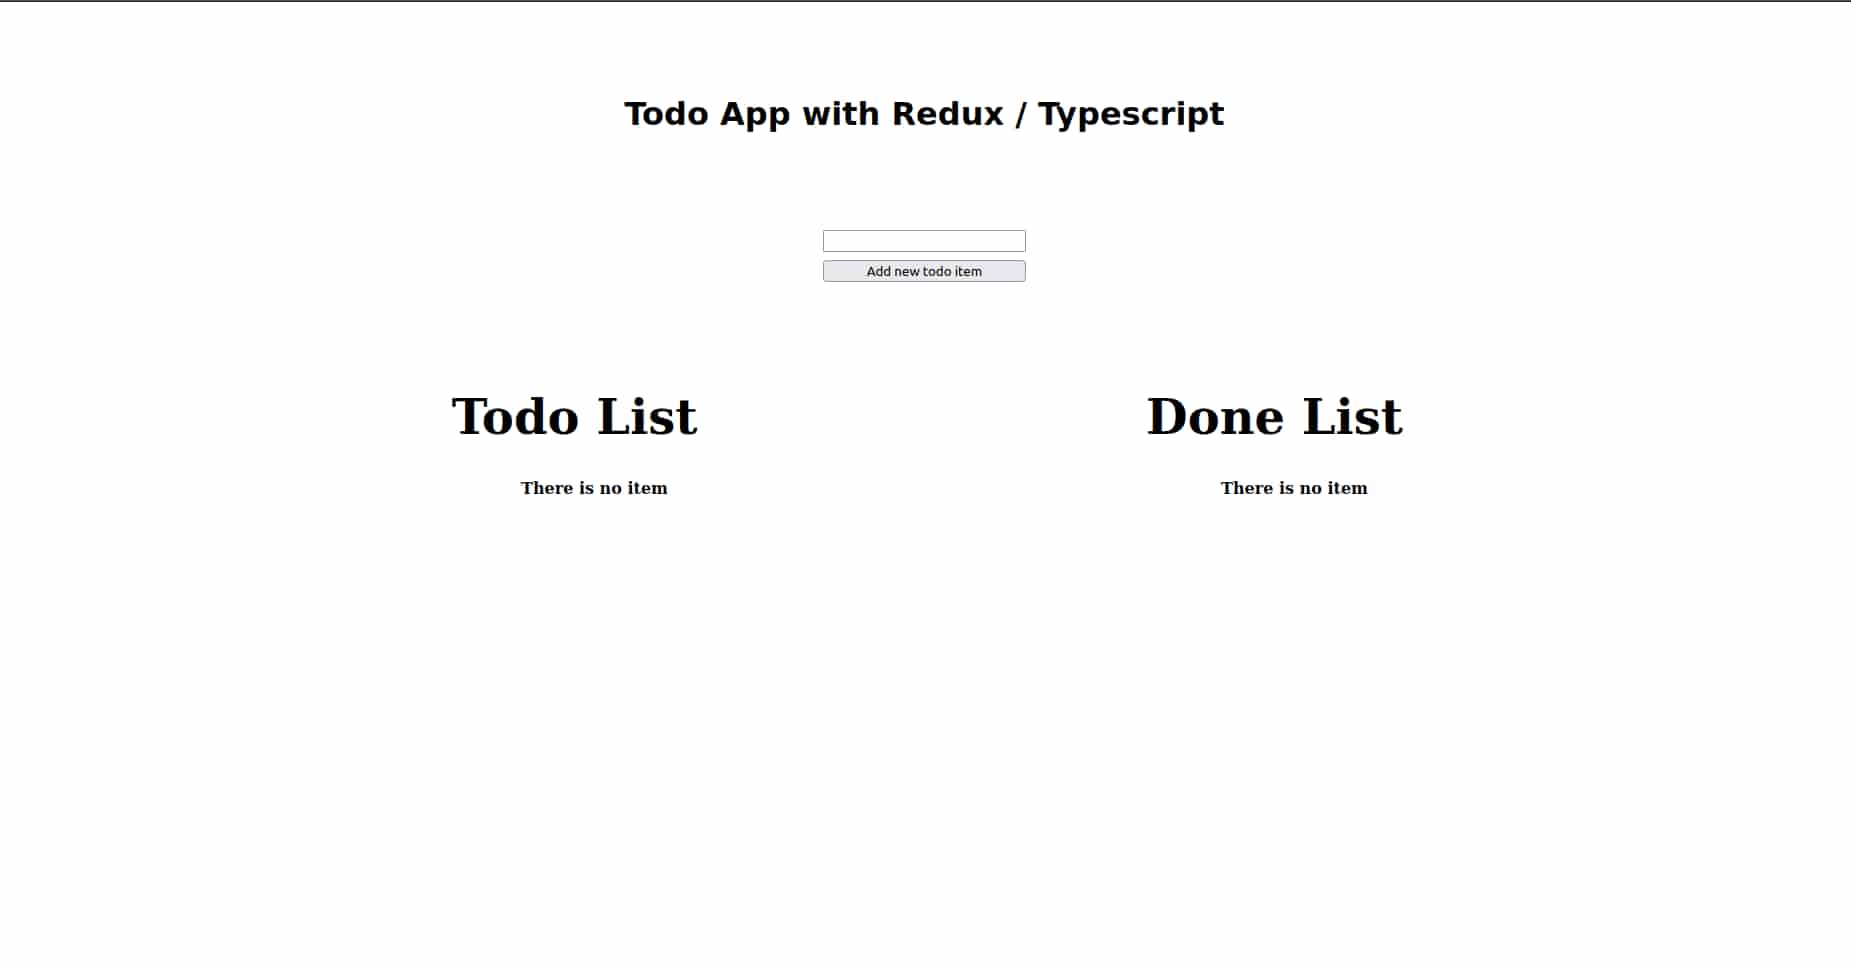 Todo App with Redux / Typescript
Add new todo item
Todo List
There is no item
Done List
There is no item